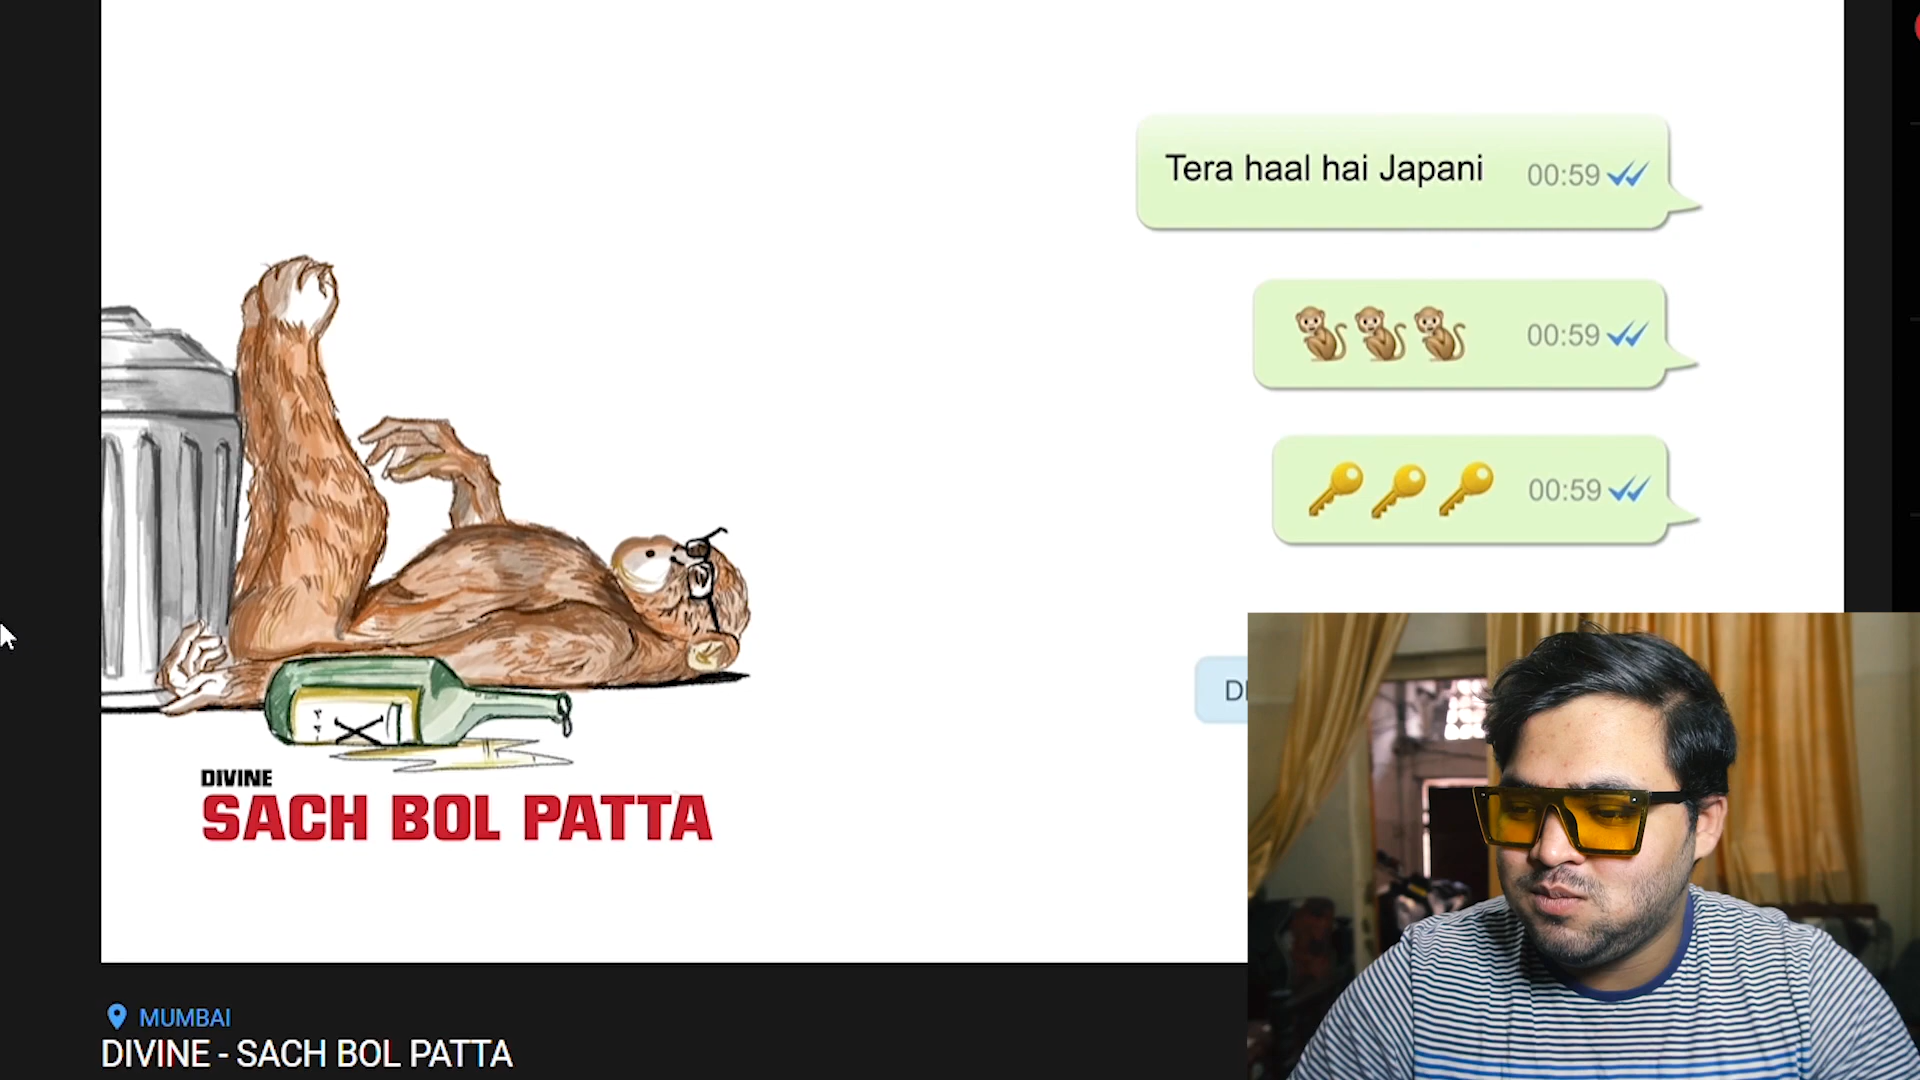 Tera haal hai Japani 00:59
🐒🐒🐒 00:59
🔑🔑🔑 00:59
X
DIVINE
SACH BOL PATTA
MUMBAI
DIVINE - SACH BOL PATTA